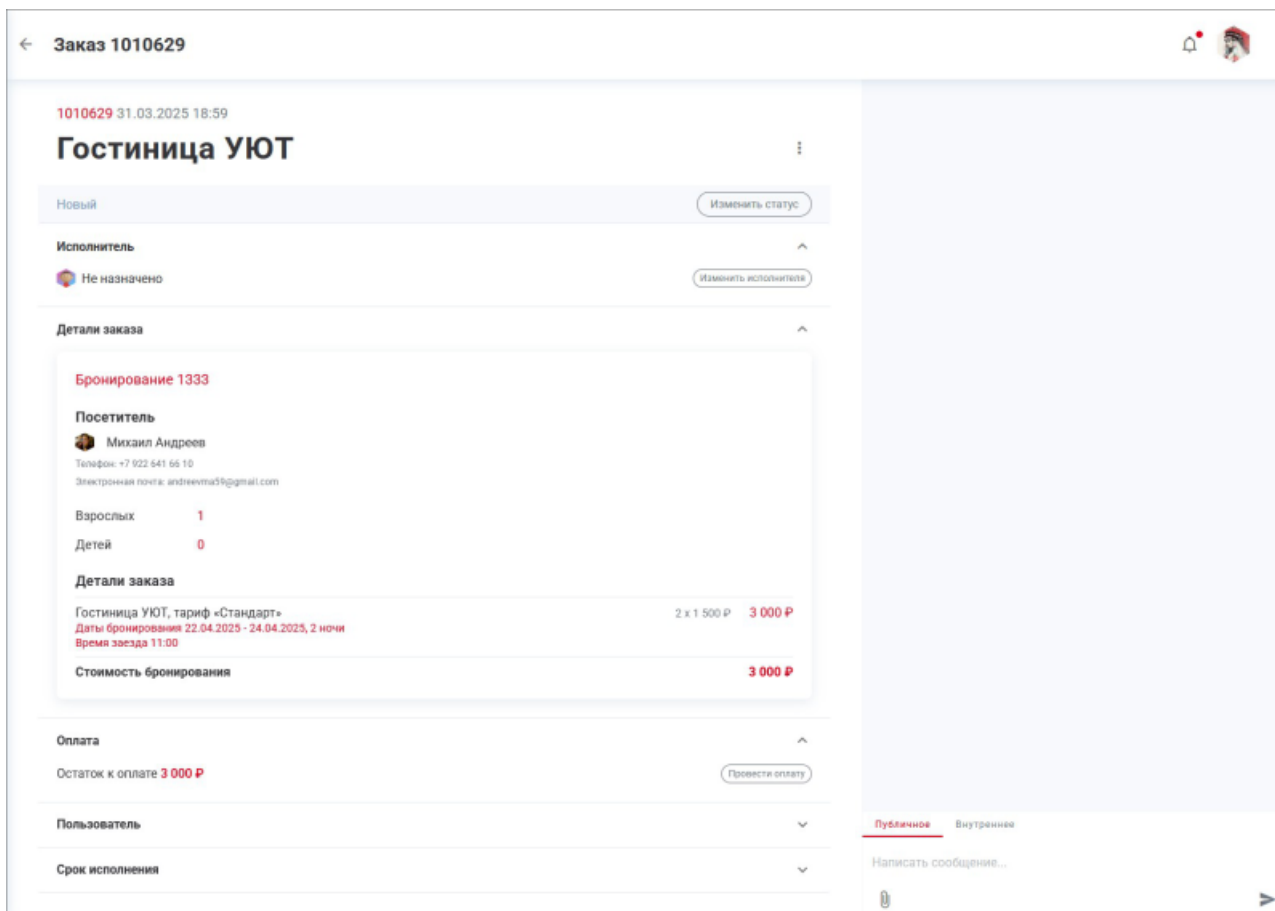 Заказ 1010629
1010629 31.03.2025 18:59
Гостиница УЮТ
Новый
Изменить статус
Исполнитель
Не назначено
Изменить исполнителя
Детали заказа
Бронирование 1333
Посетитель
Михаил Андреев
Телефон: +7 922 641 66 10
Электронная почта: andreevma59@gmail.com
Взрослых 1
Детей 0
Детали заказа
Гостиница УЮТ, тариф «Стандарт» 2 x 1 500 ₽ 3 000 ₽
Даты бронирования 22.04.2025 - 24.04.2025, 2 ночи
Время заезда 11:00
Стоимость бронирования 3 000 ₽
Оплата
Остаток к оплате 3 000 ₽
Провести оплату
Пользователь
Срок исполнения
Публичное Внутреннее
Написать сообщение...